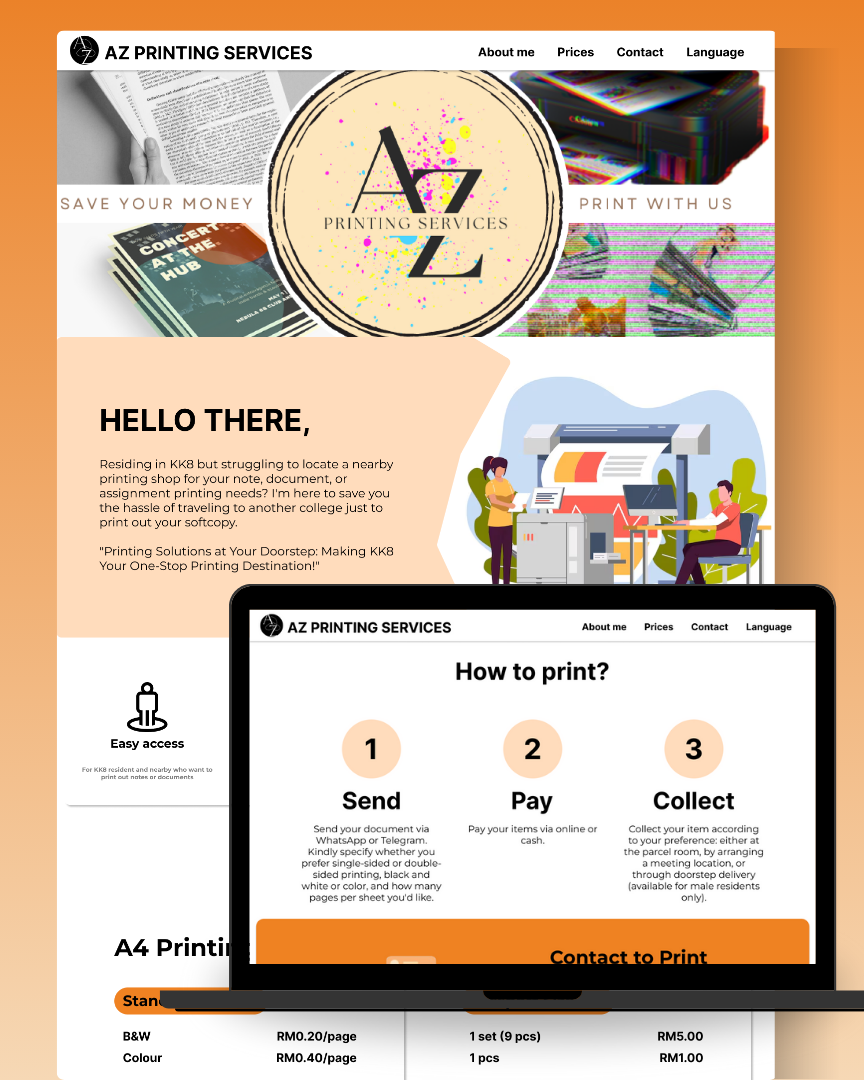 AZ PRINTING SERVICES
About me Prices Contact Language
SAVE YOUR MONEY
AZ
PRINTING SERVICES
PRINT WITH US
Canon
CONCERT
AT THE
HUB
HELLO THERE,
Residing in KK8 but struggling to locate a nearby
printing shop for your note, document, or
assignment printing needs? I'm here to save you
the hassle of traveling to another college just to
print out your softcopy.
"Printing Solutions at Your Doorstep: Making KK8
Your One-Stop Printing Destination!"
Easy access
For KK8 resident and nearby who want to
print out notes or documents
AZ PRINTING SERVICES
About me Prices Contact Language
How to print?
1
Send
Send your document via
WhatsApp or Telegram.
Kindly specify whether you
prefer single-sided or double-
sided printing, black and
white or color, and how many
pages per sheet you'd like.
2
Pay
Pay your items via online or
cash.
3
Collect
Collect your item according
to your preference: either at
the parcel room, by arranging
a meeting location, or
through doorstep delivery
(available for male residents
only).
Contact to Print
A4 Printin
Stan
B&W RM0.20/page
Colour RM0.40/page
1 set (9 pcs) RM5.00
1 pcs RM1.00